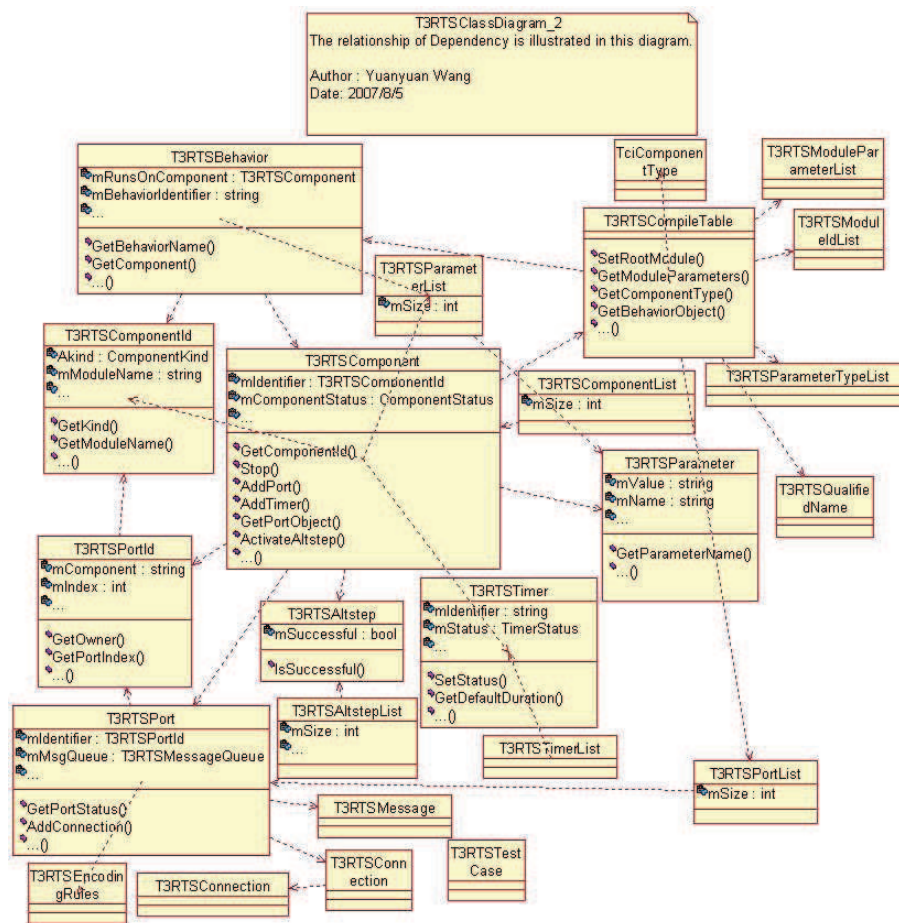 T3RTSClassDiagram_2
The relationship of Dependency is illustrated in this diagram.
Author : Yuanyuan Wang
Date: 2007/8/5
T3RTSBehavior
mRunsOnComponent : T3RTSComponent
mBehaviorIdentifier : string
...
GetBehaviorName()
GetComponent()
...()
TciComponen
tType
T3RTSModulePar
ameterList
T3RTSCompileTable
SetRootModule()
GetModuleParameters()
GetComponentType()
GetBehaviorObject()
...()
T3RTSModul
eIdList
T3RTSParamet
erList
mSize : int
T3RTSComponentId
Akind : ComponentKind
mModuleName : string
...
GetKind()
GetModuleName()
...()
T3RTSComponent
mIdentifier : T3RTSComponentId
mComponentStatus : ComponentStatus
...
GetComponentId()
Stop()
AddPort()
AddTimer()
GetPortObject()
ActivateAltstep()
...()
T3RTSComponentList
mSize : int
T3RTSParameterTypeList
T3RTSParameter
mValue : string
mName : string
...
GetParameterName()
...()
T3RTSQualifi
edName
T3RTSPortId
mComponent : string
mIndex : int
...
GetOwner()
GetPortIndex()
...()
T3RTSAltstep
mSuccessful : bool
IsSuccessful()
T3RTSTimer
mIdentifier : string
mStatus : TimerStatus
...
SetStatus()
GetDefaultDuration()
...()
T3RTSPort
mIdentifier : T3RTSPortId
mMsgQueue : T3RTSMessageQueue
...
GetPortStatus()
AddConnection()
...()
T3RTSAltstepList
mSize : int
...
T3RTSTimerList
T3RTSPortList
mSize : int
T3RTSMessage
T3RTSEncodin
gRules
T3RTSConnection
T3RTSConn
ection
T3RTSTest
Case